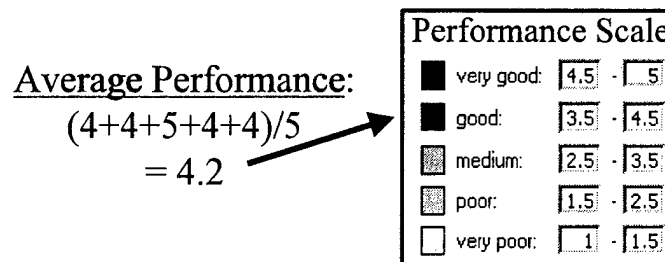 Average Performance:
(4+4+5+4+4)/5
= 4.2
Performance Scale
very good: 4.5 - 5
good: 3.5 - 4.5
medium: 2.5 - 3.5
poor: 1.5 - 2.5
very poor: 1 - 1.5